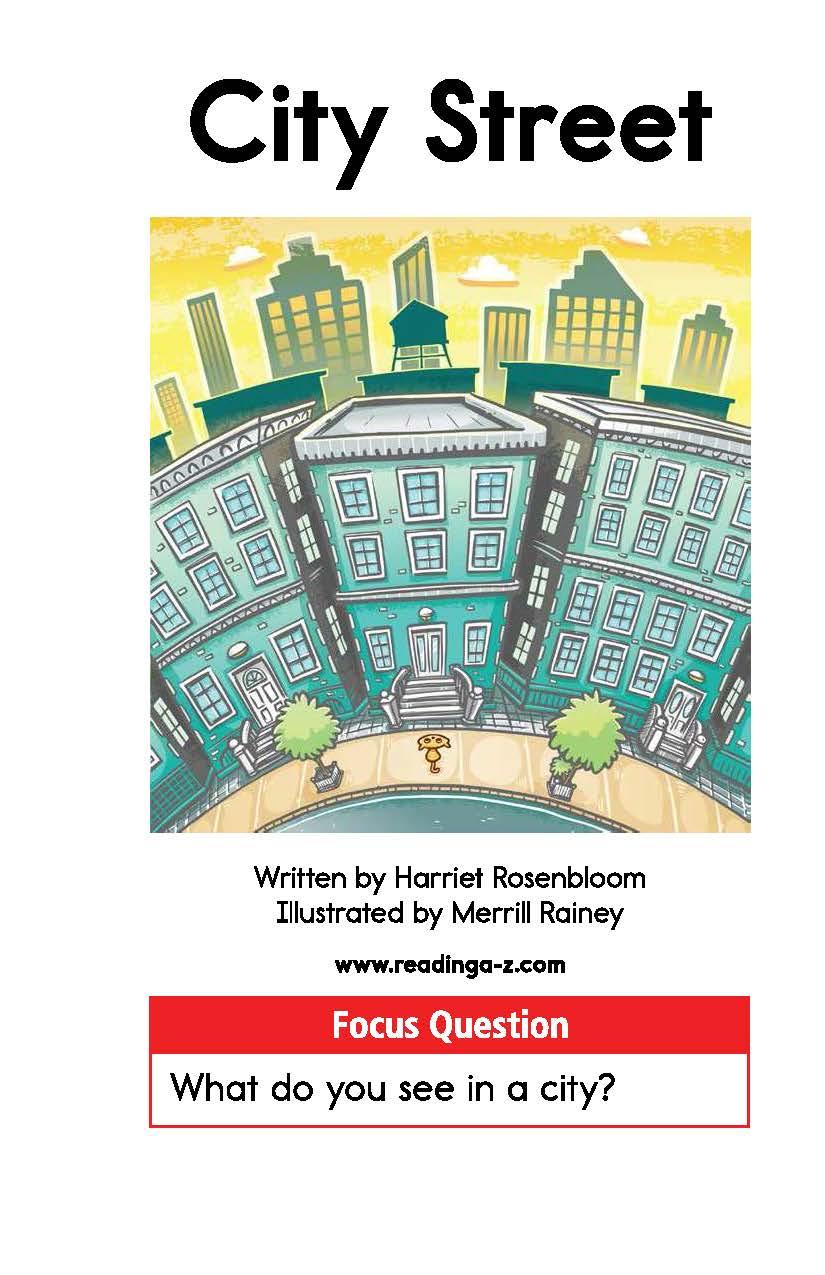 City Street
Written by Harriet Rosenbloom
Illustrated by Merrill Rainey
www.readinga-z.com
Focus Question
What do you see in a city?